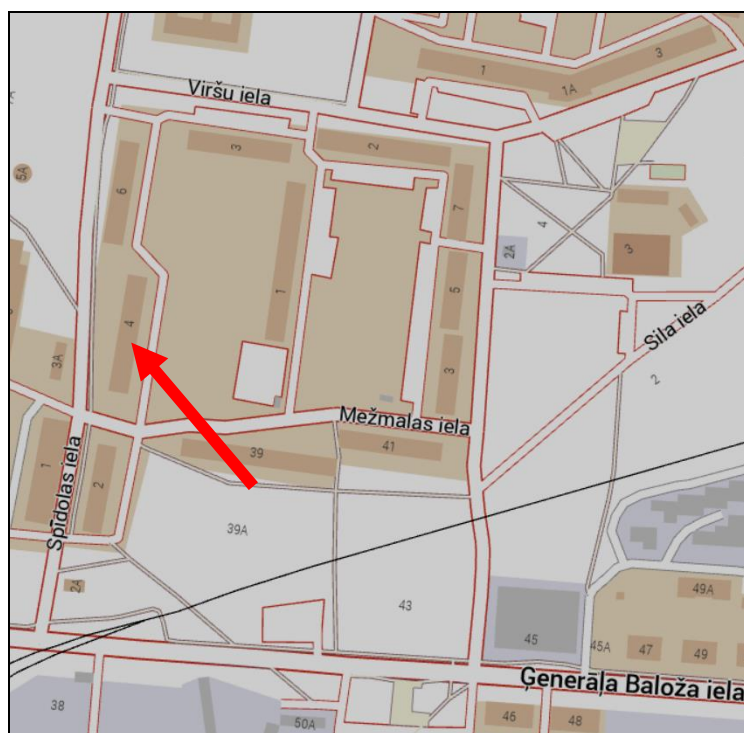 3
1
1A
Viršu iela
3
2
6
5A
7
4
2A
3
1
5
4
Sila iela
3A
3
2
Mežmalas iela
39
41
1
2
Spīdolas iela
39A
2A
43
49A
45
45A
47
49
Ģenerāļa Baloža iela
38
50A
46
48